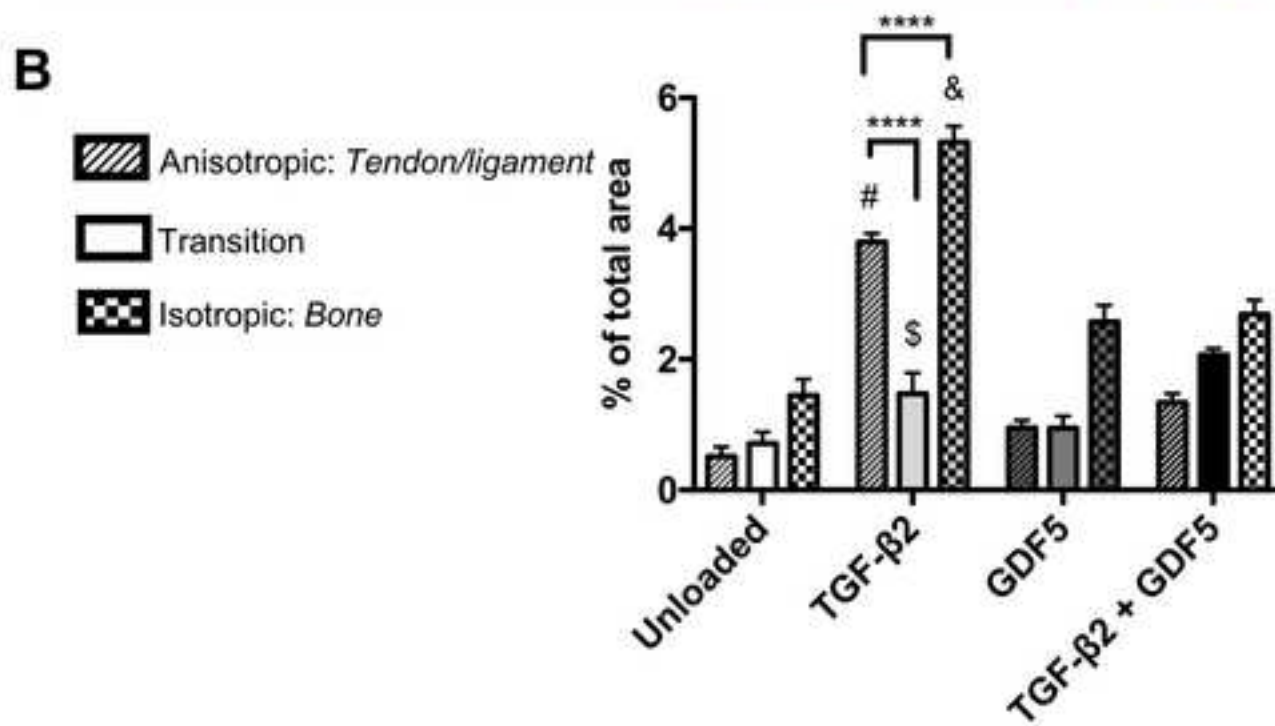 B
Anisotropic: Tendon/ligament
Transition
Isotropic: Bone
% of total area
6
4
2
0
****
****
#
$
&
Unloaded
TGF-β2
GDF5
TGF-β2 + GDF5